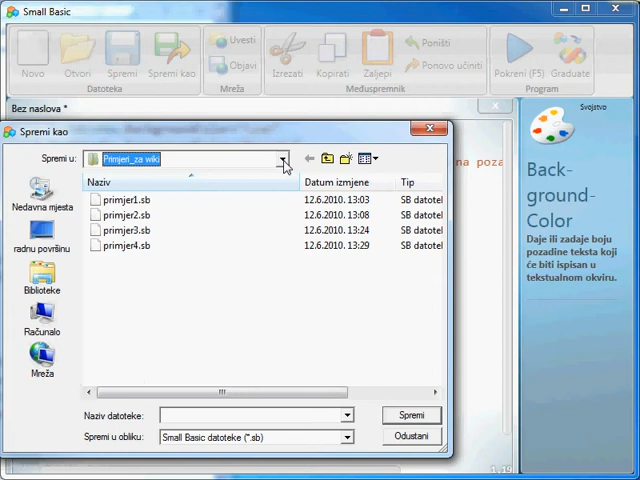 Small Basic
Novo
Otvori
Spremi
Spremi kao
Uvesti
Objavi
Izrezati
Kopirati
Zaljepi
Poništi
Ponovo učiniti
Pokreni (F5)
Graduate
Datoteka
Mreža
Međuspremnik
Program
Bez naslova *
Svojstvo
Back-
ground-
Color
Daje ili zadaje boju
pozadine teksta koji
će biti ispisan u
tekstualnom okviru.
na poza
1,19
Spremi kao
Spremi u:
Primjeri_za wiki
Nedavna mjesta
radnu površinu
Biblioteke
Računalo
Mreža
Naziv
Datum izmjene
Tip
primjer1.sb
12.6.2010. 13:03
SB datotel
primjer2.sb
12.6.2010. 13:08
SB datotel
primjer3.sb
12.6.2010. 13:24
SB datotel
primjer4.sb
12.6.2010. 13:29
SB datotel
Naziv datoteke:
Spremi
Spremi u obliku:
Small Basic datoteke (*.sb)
Odustani